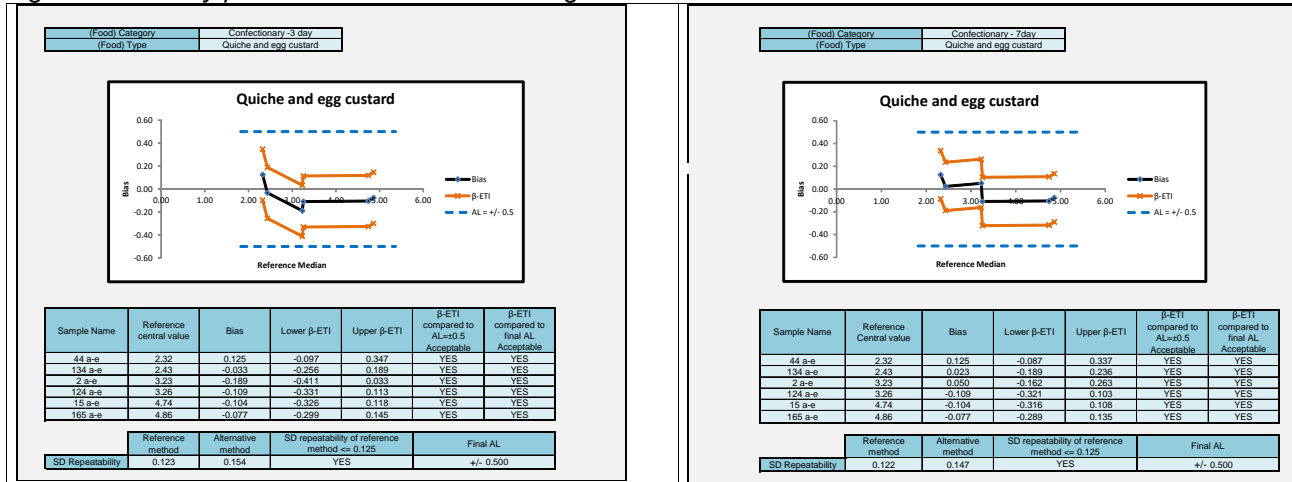 (Food) Category Confectionary -3 day
(Food) Type Quiche and egg custard
Quiche and egg custard
0.60
0.40
0.20
0.00
-0.20
-0.40
-0.60
0.00 1.00 2.00 3.00 4.00 5.00 6.00
Bias
Reference Median
Bias
β-ETI
AL = +/- 0.5
Sample Name Reference central value Bias Lower β-ETI Upper β-ETI β-ETI compared to AL=±0.5 Acceptable β-ETI compared to final AL Acceptable
44 a-e 2.32 0.125 -0.097 0.347 YES YES
134 a-e 2.43 -0.033 -0.256 0.189 YES YES
2 a-e 3.23 -0.189 -0.411 0.033 YES YES
124 a-e 3.26 -0.109 -0.331 0.113 YES YES
15 a-e 4.74 -0.104 -0.326 0.118 YES YES
165 a-e 4.86 -0.077 -0.299 0.145 YES YES
Reference method Alternative method SD repeatability of reference method <= 0.125 Final AL
SD Repeatability 0.123 0.154 YES +/- 0.500
(Food) Category Confectionary - 7day
(Food) Type Quiche and egg custard
Quiche and egg custard
0.60
0.40
0.20
0.00
-0.20
-0.40
-0.60
0.00 1.00 2.00 3.00 4.00 5.00 6.00
Bias
Reference Median
Bias
β-ETI
AL = +/- 0.5
Sample Name Reference Central value Bias Lower β-ETI Upper β-ETI β-ETI compared to AL=±0.5 Acceptable β-ETI compared to final AL Acceptable
44 a-e 2.32 0.125 -0.087 0.337 YES YES
134 a-e 2.43 0.023 -0.189 0.236 YES YES
2 a-e 3.23 0.050 -0.162 0.263 YES YES
124 a-e 3.26 -0.109 -0.321 0.103 YES YES
15 a-e 4.74 -0.104 -0.316 0.108 YES YES
165 a-e 4.86 -0.077 -0.289 0.135 YES YES
Reference method Alternative method SD repeatability of reference method <= 0.125 Final AL
SD Repeatability 0.122 0.147 YES +/- 0.500